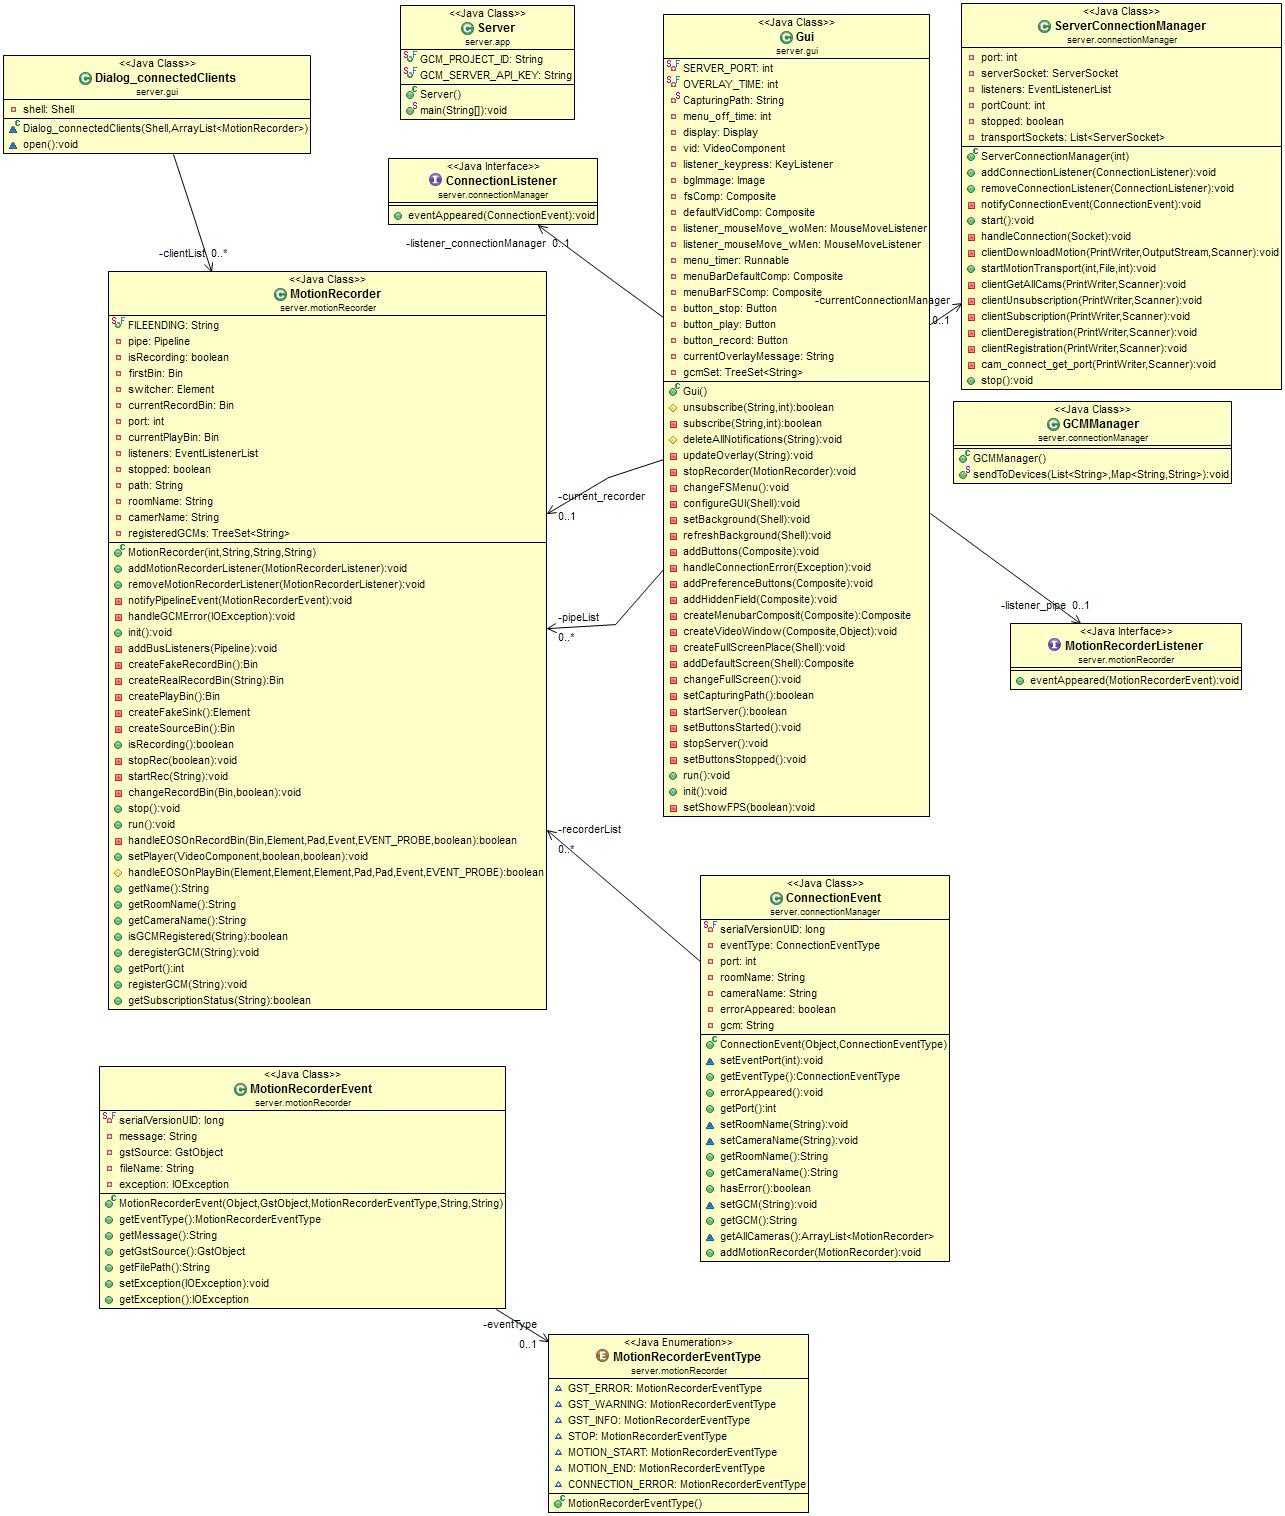 <<Java Class>>
Dialog_connectedClients
server.gui
shell: Shell
Dialog_connectedClients(Shell,ArrayList<MotionRecorder>)
open():void
-clientList 0..*
<<Java Class>>
Server
server.app
GCM_PROJECT_ID: String
GCM_SERVER_API_KEY: String
Server()
main(String[]):void
<<Java Interface>>
ConnectionListener
server.connectionManager
eventAppeared(ConnectionEvent):void
-listener_connectionManager 0..1
<<Java Class>>
Gui
server.gui
SERVER_PORT: int
OVERLAY_TIME: int
CapturingPath: String
menu_off_time: int
display: Display
vid: VideoComponent
listener_keypress: KeyListener
bgImmage: Image
fsComp: Composite
defaultVidComp: Composite
listener_mouseMove_woMen: MouseMoveListener
listener_mouseMove_wMen: MouseMoveListener
menu_timer: Runnable
menuBarDefaultComp: Composite
menuBarFSComp: Composite
button_stop: Button
button_play: Button
button_record: Button
currentOverlayMessage: String
gcmSet: TreeSet<String>
Gui()
unsubscribe(String,int):boolean
subscribe(String,int):boolean
deleteAllNotifications(String):void
updateOverlay(String):void
stopRecorder(MotionRecorder):void
changeFSMenu():void
configureGUI(Shell):void
setBackground(Shell):void
refreshBackground(Shell):void
addButtons(Composite):void
handleConnectionError(Exception):void
addPreferenceButtons(Composite):void
addHiddenField(Composite):void
createMenubarComposit(Composite):Composite
createVideoWindow(Composite,Object):void
createFullScreenPlace(Shell):void
addDefaultScreen(Shell):Composite
changeFullScreen():void
setCapturingPath():boolean
startServer():boolean
setButtonsStarted():void
stopServer():void
setButtonsStopped():void
run():void
init():void
setShowFPS(boolean):void
-currentConnectionManager
0..1
<<Java Class>>
ServerConnectionManager
server.connectionManager
port: int
serverSocket: ServerSocket
listeners: EventListenerList
portCount: int
stopped: boolean
transportSockets: List<ServerSocket>
ServerConnectionManager(int)
addConnectionListener(ConnectionListener):void
removeConnectionListener(ConnectionListener):void
notifyConnectionEvent(ConnectionEvent):void
start():void
handleConnection(Socket):void
clientDownloadMotion(PrintWriter,OutputStream,Scanner):void
startMotionTransport(int,File,int):void
clientGetAllCams(PrintWriter,Scanner):void
clientUnsubscription(PrintWriter,Scanner):void
clientSubscription(PrintWriter,Scanner):void
clientDeregistration(PrintWriter,Scanner):void
clientRegistration(PrintWriter,Scanner):void
cam_connect_get_port(PrintWriter,Scanner):void
stop():void
<<Java Class>>
GCMManager
server.connectionManager
GCMManager()
sendToDevices(List<String>,Map<String,String>):void
-listener_pipe 0..1
<<Java Interface>>
MotionRecorderListener
server.motionRecorder
eventAppeared(MotionRecorderEvent):void
<<Java Class>>
MotionRecorder
server.motionRecorder
FILEENDING: String
pipe: Pipeline
isRecording: boolean
firstBin: Bin
switcher: Element
currentRecordBin: Bin
port: int
currentPlayBin: Bin
listeners: EventListenerList
stopped: boolean
path: String
roomName: String
camerName: String
registeredGCMs: TreeSet<String>
MotionRecorder(int,String,String,String)
addMotionRecorderListener(MotionRecorderListener):void
removeMotionRecorderListener(MotionRecorderListener):void
notifyPipelineEvent(MotionRecorderEvent):void
handleGCMError(IOException):void
init():void
addBusListeners(Pipeline):void
createFakeRecordBin():Bin
createRealRecordBin(String):Bin
createPlayBin():Bin
createFakeSink():Element
createSourceBin():Bin
isRecording():boolean
stopRec(boolean):void
startRec(String):void
changeRecordBin(Bin,boolean):void
stop():void
run():void
handleEOSOnRecordBin(Bin,Element,Pad,Event,EVENT_PROBE,boolean):boolean
setPlayer(VideoComponent,boolean,boolean):void
handleEOSOnPlayBin(Element,Element,Element,Pad,Pad,Event,EVENT_PROBE):boolean
getName():String
getRoomName():String
getCameraName():String
isGCMRegistered(String):boolean
deregisterGCM(String):void
getPort():int
registerGCM(String):void
getSubscriptionStatus(String):boolean
-current_recorder
0..1
-pipeList
0..*
-recorderList
0..*
<<Java Class>>
ConnectionEvent
server.connectionManager
serialVersionUID: long
eventType: ConnectionEventType
port: int
roomName: String
cameraName: String
errorAppeared: boolean
gcm: String
ConnectionEvent(Object,ConnectionEventType)
setEventPort(int):void
getEventType():ConnectionEventType
errorAppeared():void
getPort():int
setRoomName(String):void
setCameraName(String):void
getRoomName():String
getCameraName():String
hasError():boolean
setGCM(String):void
getGCM():String
getAllCameras():ArrayList<MotionRecorder>
addMotionRecorder(MotionRecorder):void
<<Java Class>>
MotionRecorderEvent
server.motionRecorder
serialVersionUID: long
message: String
gstSource: GstObject
fileName: String
exception: IOException
MotionRecorderEvent(Object,GstObject,MotionRecorderEventType,String,String)
getEventType():MotionRecorderEventType
getMessage():String
getGstSource():GstObject
getFilePath():String
setException(IOException):void
getException():IOException
-eventType
0..1
<<Java Enumeration>>
MotionRecorderEventType
server.motionRecorder
GST_ERROR: MotionRecorderEventType
GST_WARNING: MotionRecorderEventType
GST_INFO: MotionRecorderEventType
STOP: MotionRecorderEventType
MOTION_START: MotionRecorderEventType
MOTION_END: MotionRecorderEventType
CONNECTION_ERROR: MotionRecorderEventType
MotionRecorderEventType()